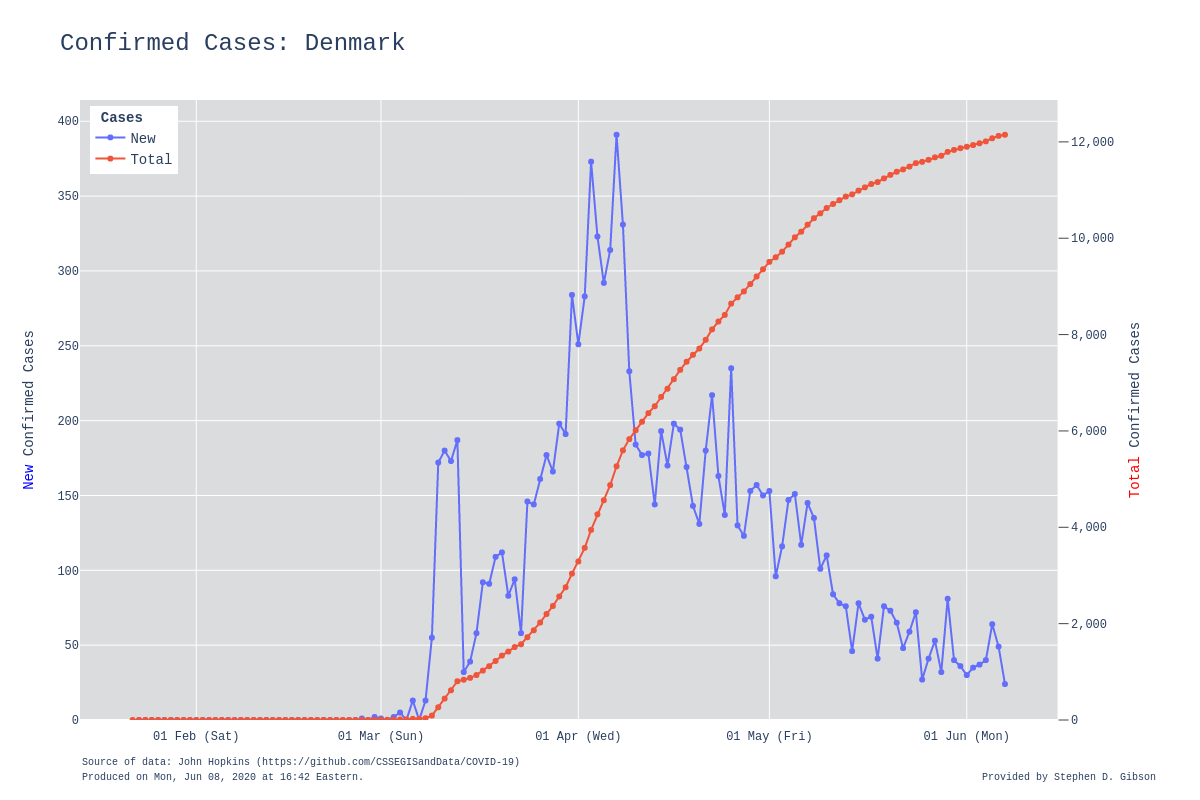 Confirmed Cases: Denmark
Cases
New
Total
400
350
300
250
200
150
100
50
0
12,000
10,000
8,000
6,000
4,000
2,000
0
New Confirmed Cases
Total Confirmed Cases
01 Feb (Sat)
01 Mar (Sun)
01 Apr (Wed)
01 May (Fri)
01 Jun (Mon)
Source of data: John Hopkins (https://github.com/CSSEGISandData/COVID-19)
Produced on Mon, Jun 08, 2020 at 16:42 Eastern.
Provided by Stephen D. Gibson